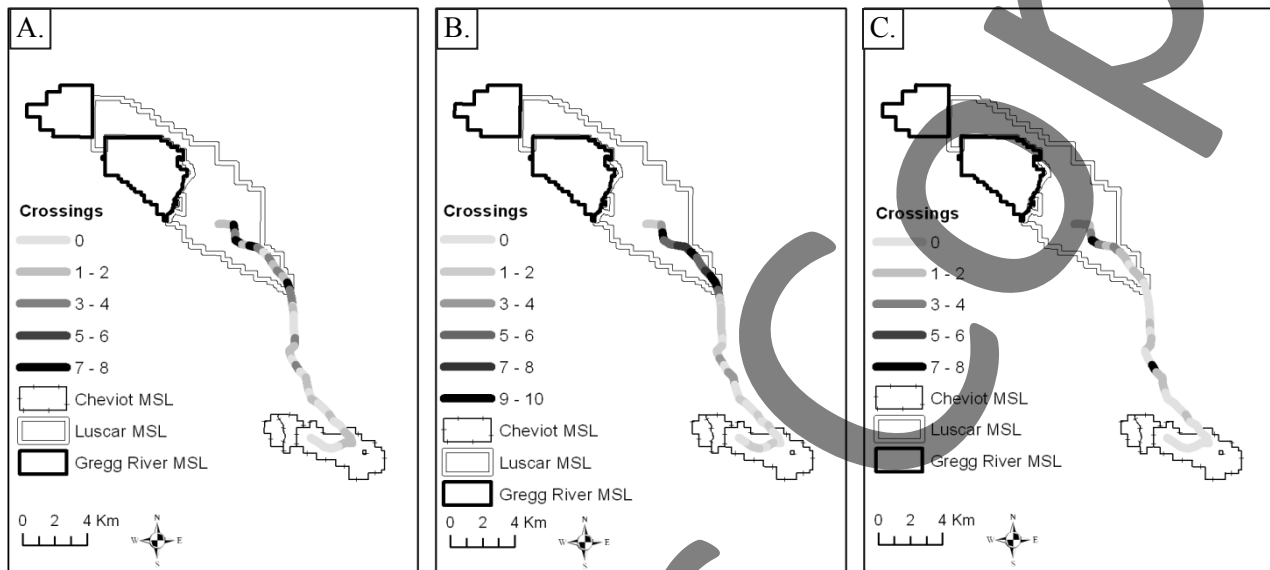 A.
Crossings
0
1 - 2
3 - 4
5 - 6
7 - 8
Cheviot MSL
Luscar MSL
Gregg River MSL
0 2 4 Km
N
W E
S
B.
Crossings
0
1 - 2
3 - 4
5 - 6
7 - 8
9 - 10
Cheviot MSL
Luscar MSL
Gregg River MSL
0 2 4 Km
N
W E
S
C.
Crossings
0
1 - 2
3 - 4
5 - 6
7 - 8
Cheviot MSL
Luscar MSL
Gregg River MSL
0 2 4 Km
N
W E
S